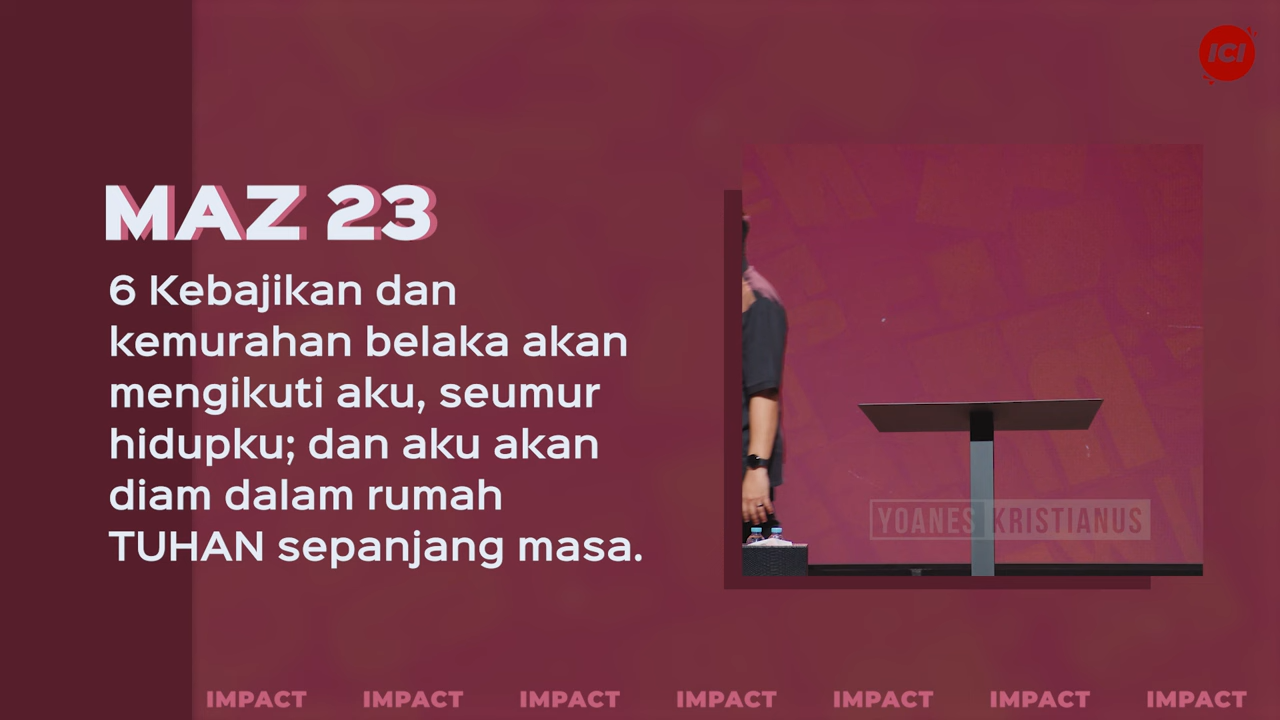 ICI
MAZ 23
6 Kebajikan dan
kemurahan belaka akan
mengikuti aku, seumur
hidupku; dan aku akan
diam dalam rumah
TUHAN sepanjang masa.
YOANES KRISTIANUS
IMPACT IMPACT IMPACT IMPACT IMPACT IMPACT IMPACT